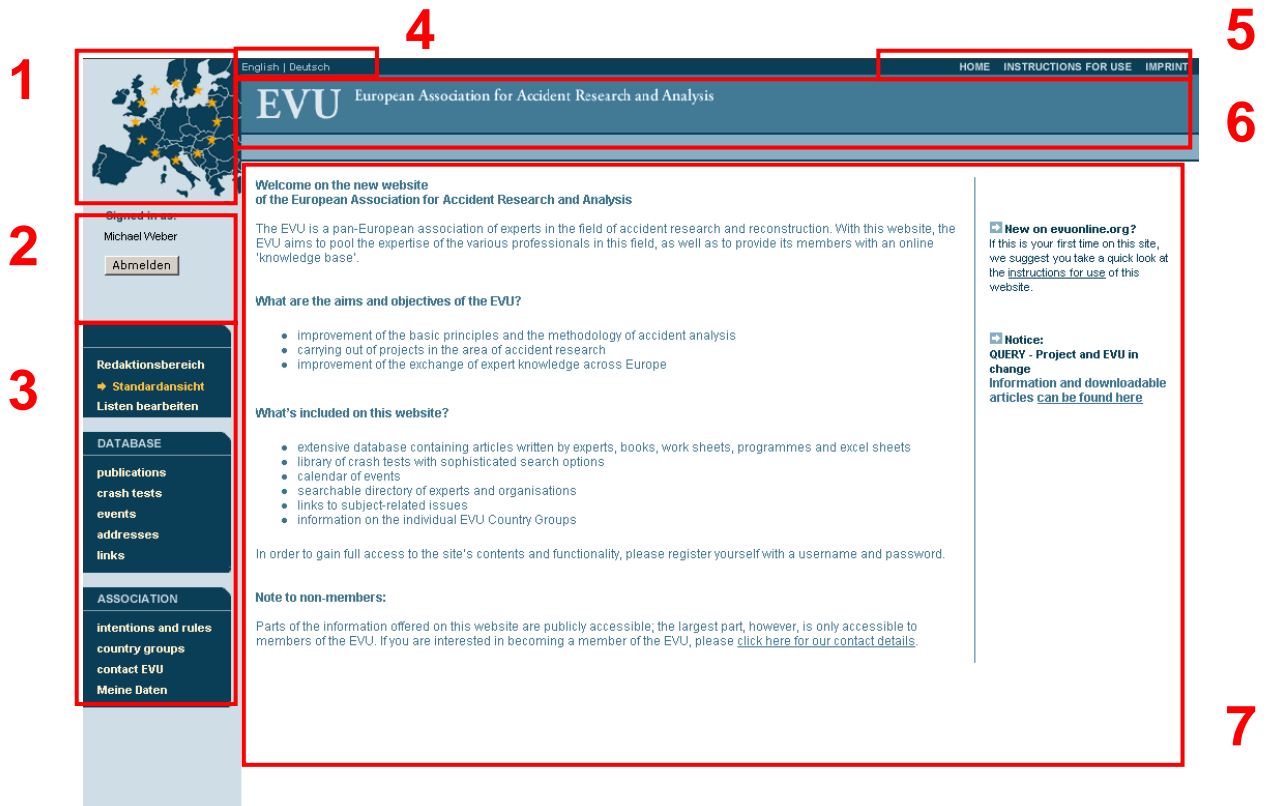 4
5
1
English | Deutsch
HOME INSTRUCTIONS FOR USE IMPRINT
EVU European Association for Accident Research and Analysis
6
2
Signed in as:
Michael Weber
Abmelden
3
Redaktionsbereich
Standardansicht
Listen bearbeiten
DATABASE
publications
crash tests
events
addresses
links
ASSOCIATION
intentions and rules
country groups
contact EVU
Meine Daten
Welcome on the new website
of the European Association for Accident Research and Analysis
The EVU is a pan-European association of experts in the field of accident research and reconstruction. With this website, the
EVU aims to pool the expertise of the various professionals in this field, as well as to provide its members with an online
'knowledge base'.
What are the aims and objectives of the EVU?
• improvement of the basic principles and the methodology of accident analysis
• carrying out of projects in the area of accident research
• improvement of the exchange of expert knowledge across Europe
What's included on this website?
• extensive database containing articles written by experts, books, work sheets, programmes and excel sheets
• library of crash tests with sophisticated search options
• calendar of events
• searchable directory of experts and organisations
• links to subject-related issues
• information on the individual EVU Country Groups
In order to gain full access to the site's contents and functionality, please register yourself with a username and password.
Note to non-members:
Parts of the information offered on this website are publicly accessible; the largest part, however, is only accessible to
members of the EVU. If you are interested in becoming a member of the EVU, please click here for our contact details.
New on evuonline.org?
If this is your first time on this site,
we suggest you take a quick look at
the instructions for use of this
website.
Notice:
QUERY - Project and EVU in
change
Information and downloadable
articles can be found here
7